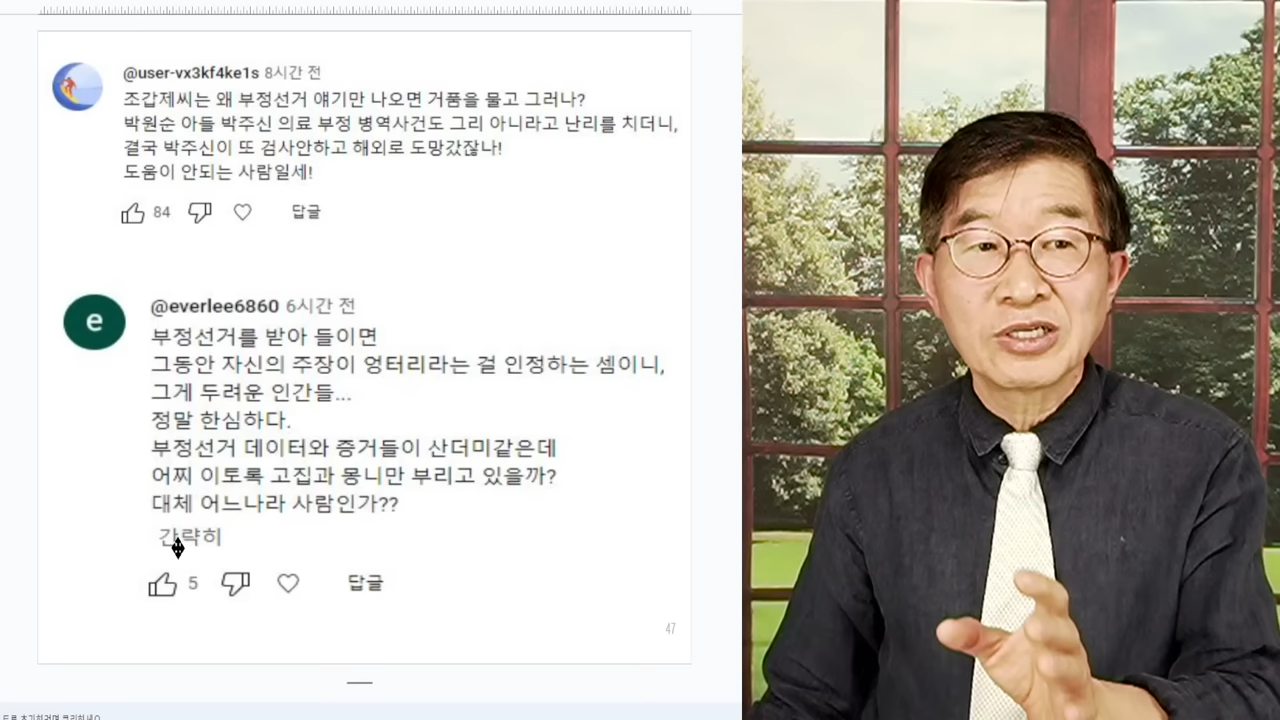 @user-vx3kf4ke1s 8시간 전
조갑제씨는 왜 부정선거 얘기만 나오면 거품을 물고 그러나?
박원순 아들 박주신 의료 부정 병역사건도 그리 아니라고 난리를 치더니,
결국 박주신이 또 검사안하고 해외로 도망갔잖나!
도움이 안되는 사람일세!
84 답글
e
@everlee6860 6시간 전
부정선거를 받아 들이면
그동안 자신의 주장이 엉터리라는 걸 인정하는 셈이니,
그게 두려운 인간들...
정말 한심하다.
부정선거 데이터와 증거들이 산더미같은데
어찌 이토록 고집과 몽니만 부리고 있을까?
대체 어느나라 사람인가??
간략히
5 답글
47